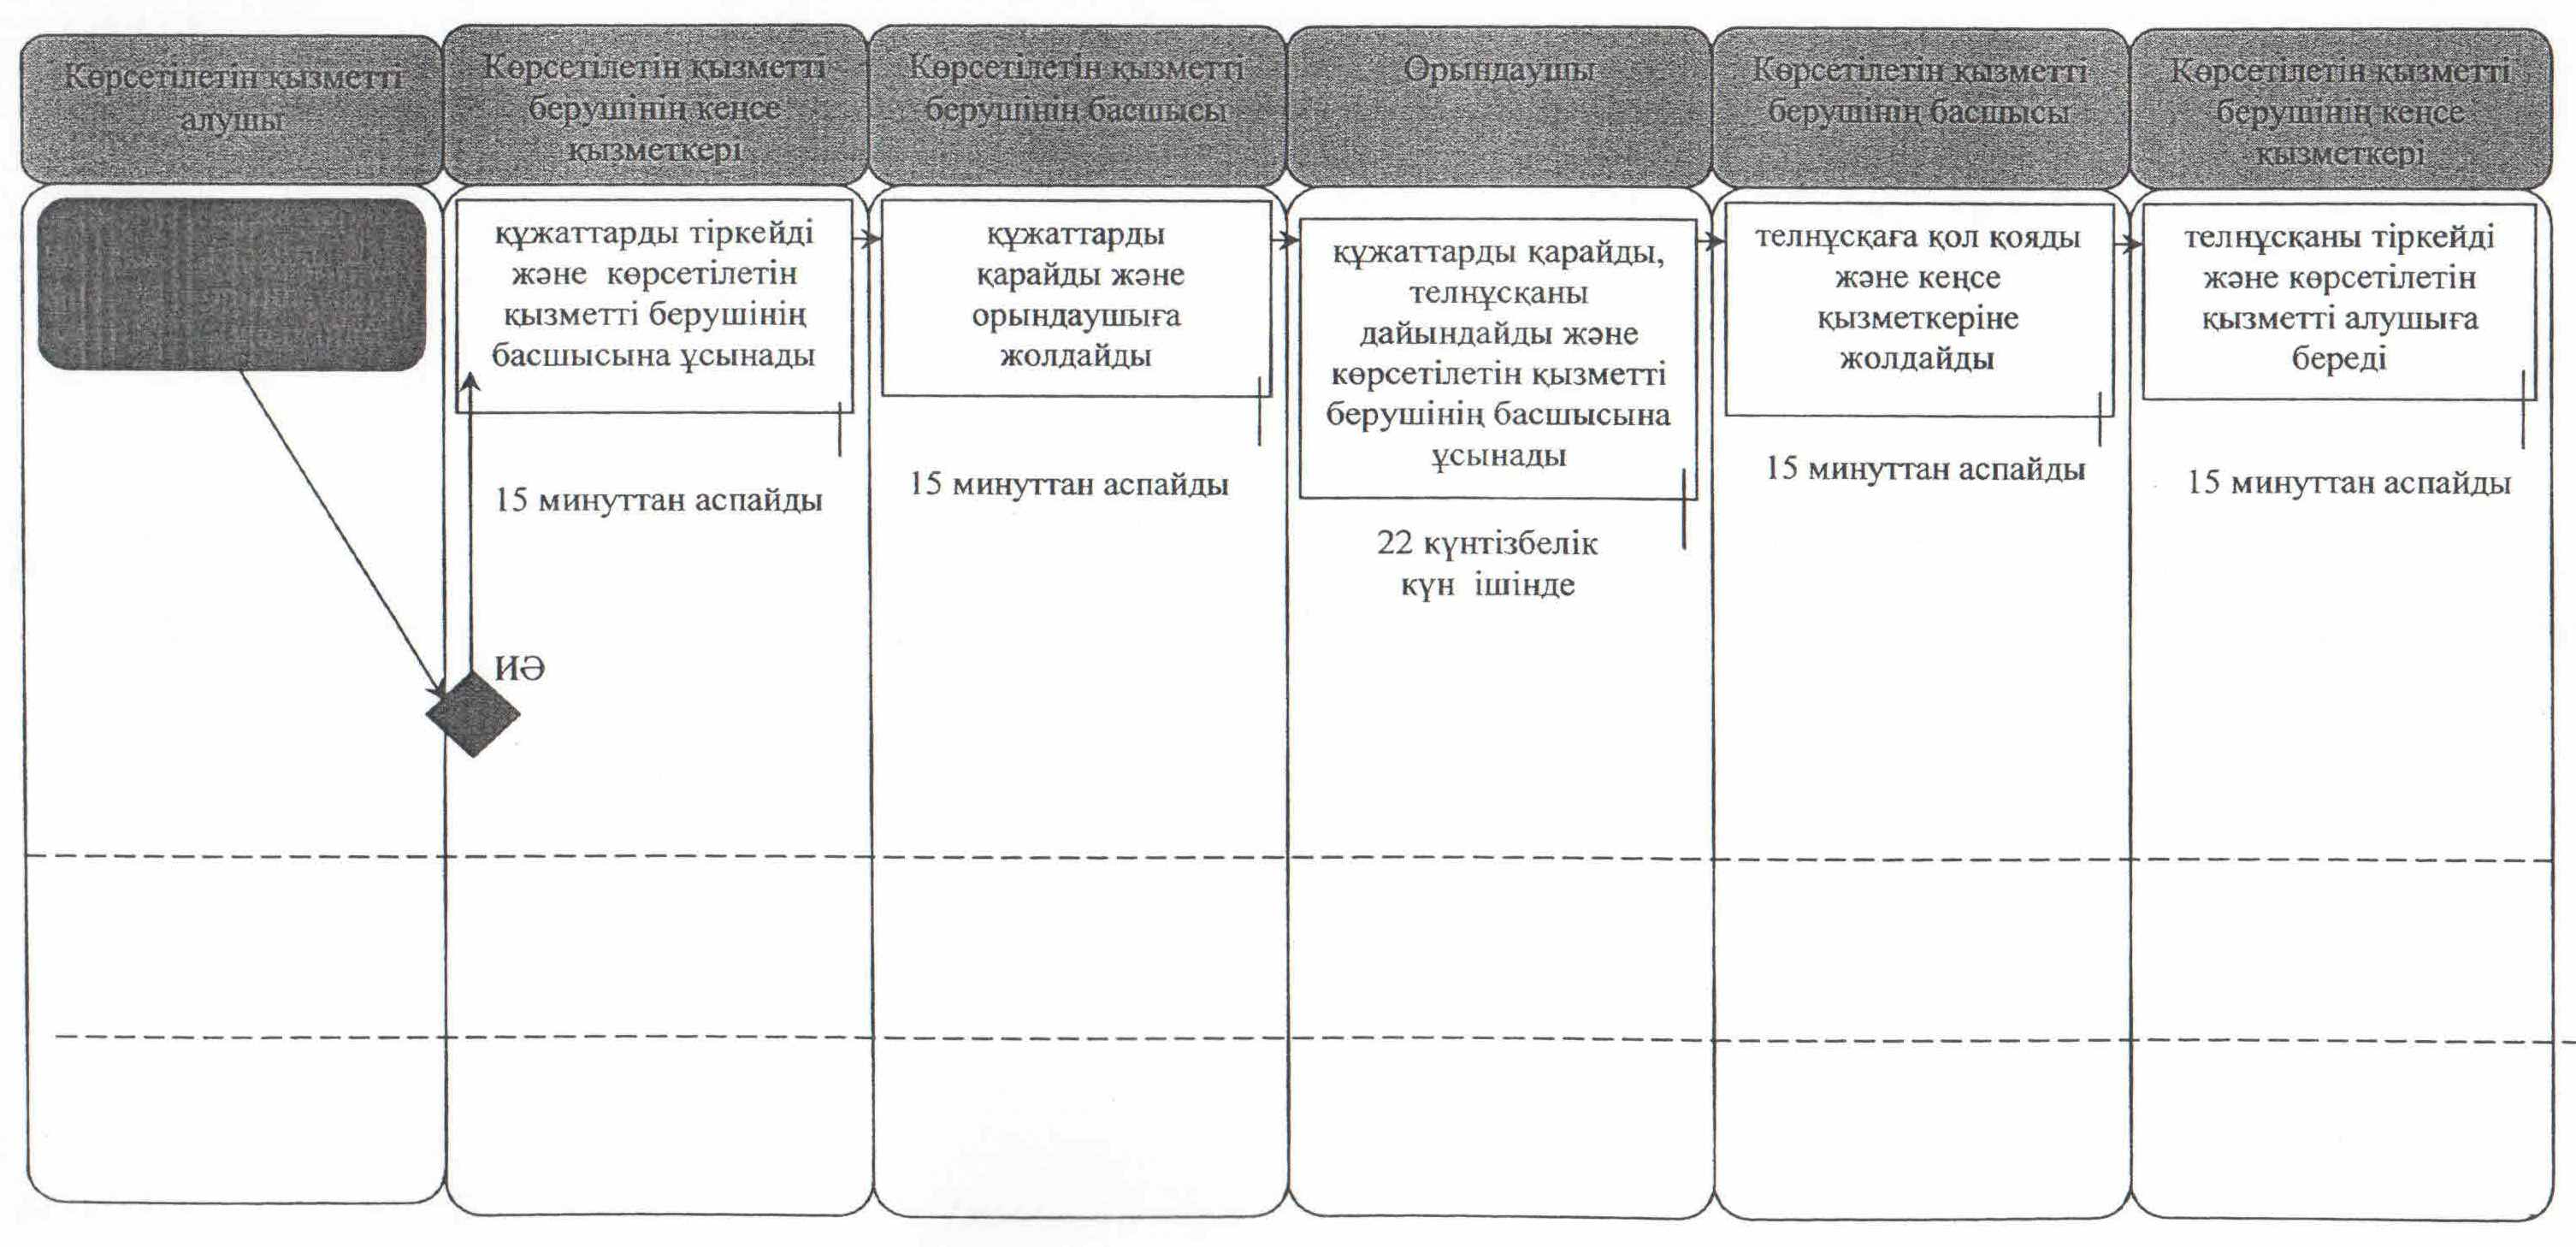 Көрсетілетін қызметті
алушы
Көрсетілетін қызметті
берушінің кеңсе
қызметкері
Көрсетілетін қызметті
берушінің басшысы
Орындаушы
Көрсетілетін қызметті
берушінің басшысы
Көрсетілетін қызметті
берушінің кеңсе
қызметкері
құжаттарды тіркейді
және көрсетілетін
қызметті берушінің
басшысына ұсынады
15 минуттан аспайды
құжаттарды
қарайды және
орындаушыға
жолдайды
15 минуттан аспайды
құжаттарды қарайды,
телнұсқаны
дайындайды және
көрсетілетін қызметті
берушінің басшысына
ұсынады
22 күнтізбелік
күн ішінде
телнұсқаға қол қояды
және кеңсе
қызметкеріне
жолдайды
15 минуттан аспайды
телнұсқаны тіркейді
және көрсетілетін
қызметті алушыға
береді
15 минуттан аспайды
иә